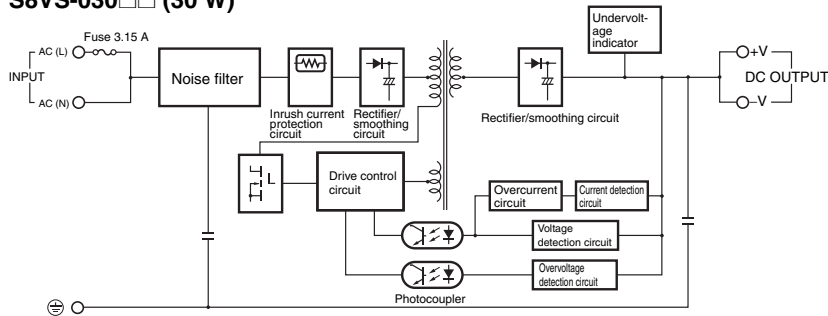 S8VS-030□□ (30 W)
Fuse 3.15 A
AC (L)
INPUT
AC (N)
Noise filter
Inrush current
protection
circuit
Rectifier/
smoothing
circuit
Rectifier/smoothing circuit
Undervolt-
age
indicator
+V
DC OUTPUT
–V
Drive control
circuit
Overcurrent
circuit
Current detection
circuit
Voltage
detection circuit
Overvoltage
detection circuit
Photocoupler